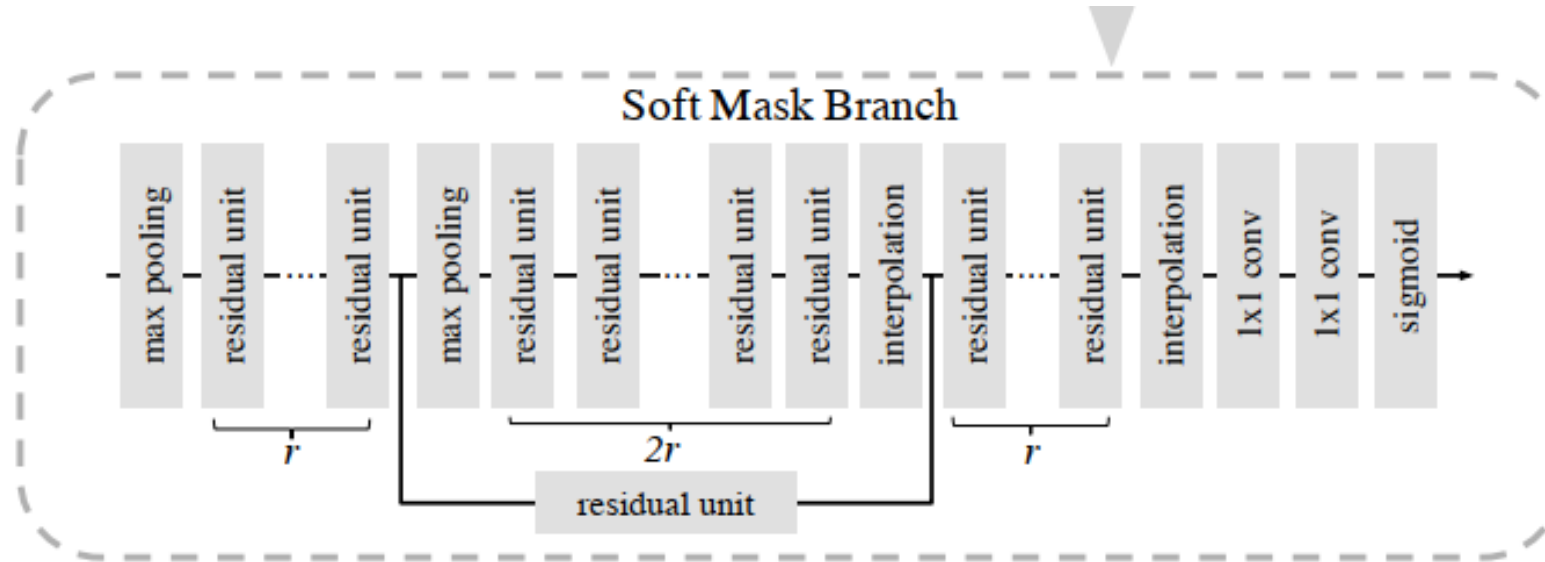 Soft Mask Branch
max pooling
residual unit
...
residual unit
max pooling
residual unit
residual unit
...
residual unit
residual unit
interpolation
residual unit
...
residual unit
interpolation
1x1 conv
1x1 conv
sigmoid
r
2r
r
residual unit